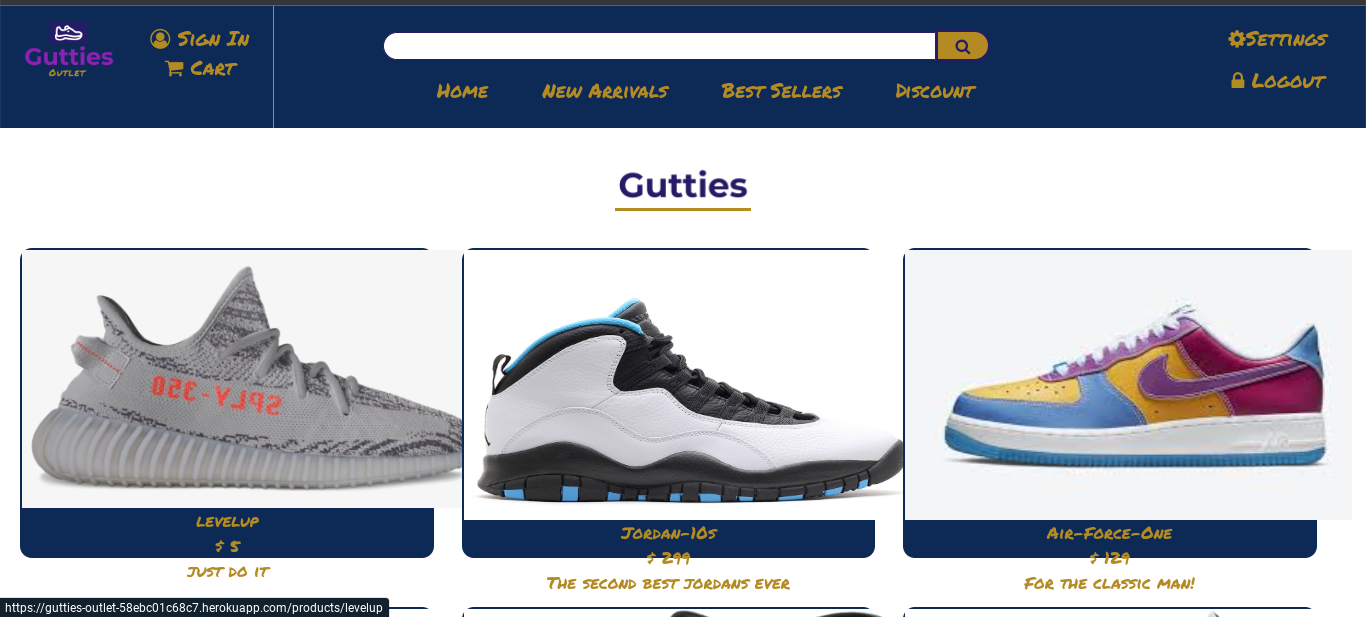 Gutties
Outlet
Sign In
Cart
Home New Arrivals Best Sellers Discount
Settings
Logout
Gutties
SPLY-350
levelup
$ 5
just do it
Jordan-10s
$ 299
The second best jordans ever
Air-Force-One
$ 129
For the classic man!
https://gutties-outlet-58ebc01c68c7.herokuapp.com/products/levelup